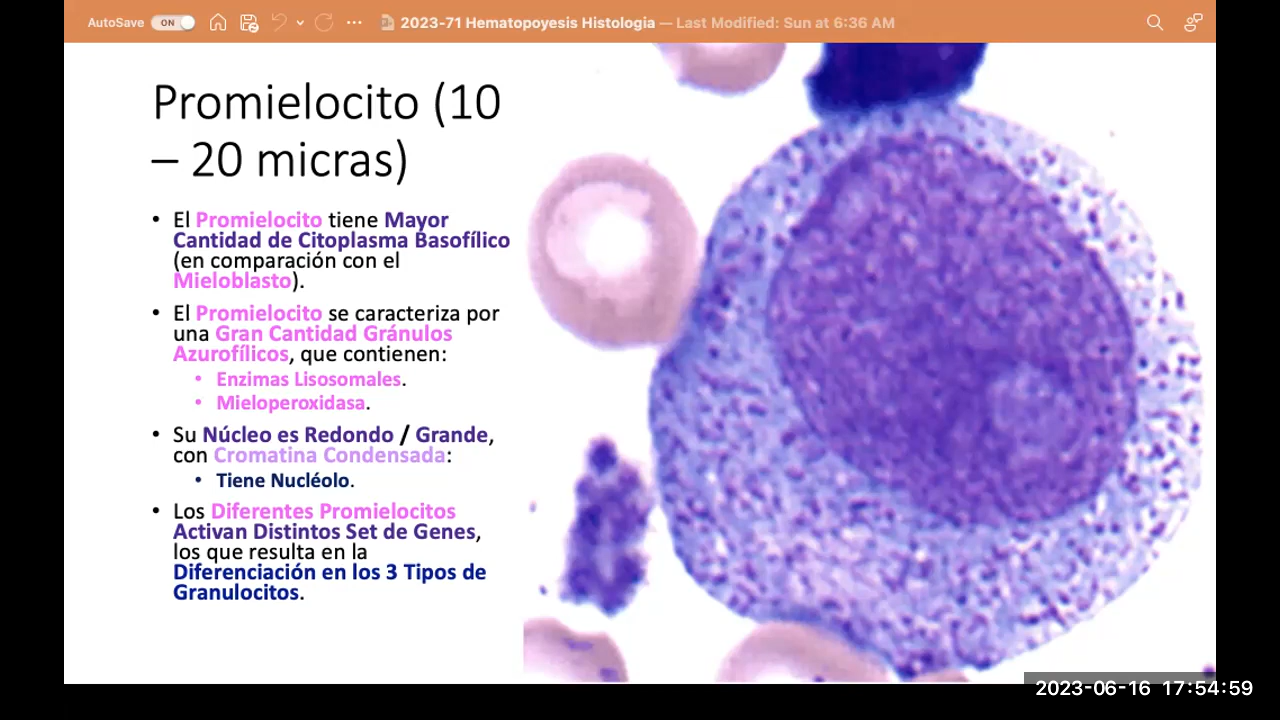 AutoSave ON 2023-71 Hematopoyesis Histologia — Last Modified: Sun at 6:36 AM
Promielocito (10
– 20 micras)
• El Promielocito tiene Mayor
Cantidad de Citoplasma Basofílico
(en comparación con el
Mieloblasto).
• El Promielocito se caracteriza por
una Gran Cantidad Gránulos
Azurofílicos, que contienen:
• Enzimas Lisosomales.
• Mieloperoxidasa.
• Su Núcleo es Redondo / Grande,
con Cromatina Condensada:
• Tiene Nucléolo.
• Los Diferentes Promielocitos
Activan Distintos Set de Genes,
los que resulta en la
Diferenciación en los 3 Tipos de
Granulocitos.
2023-06-16 17:54:59